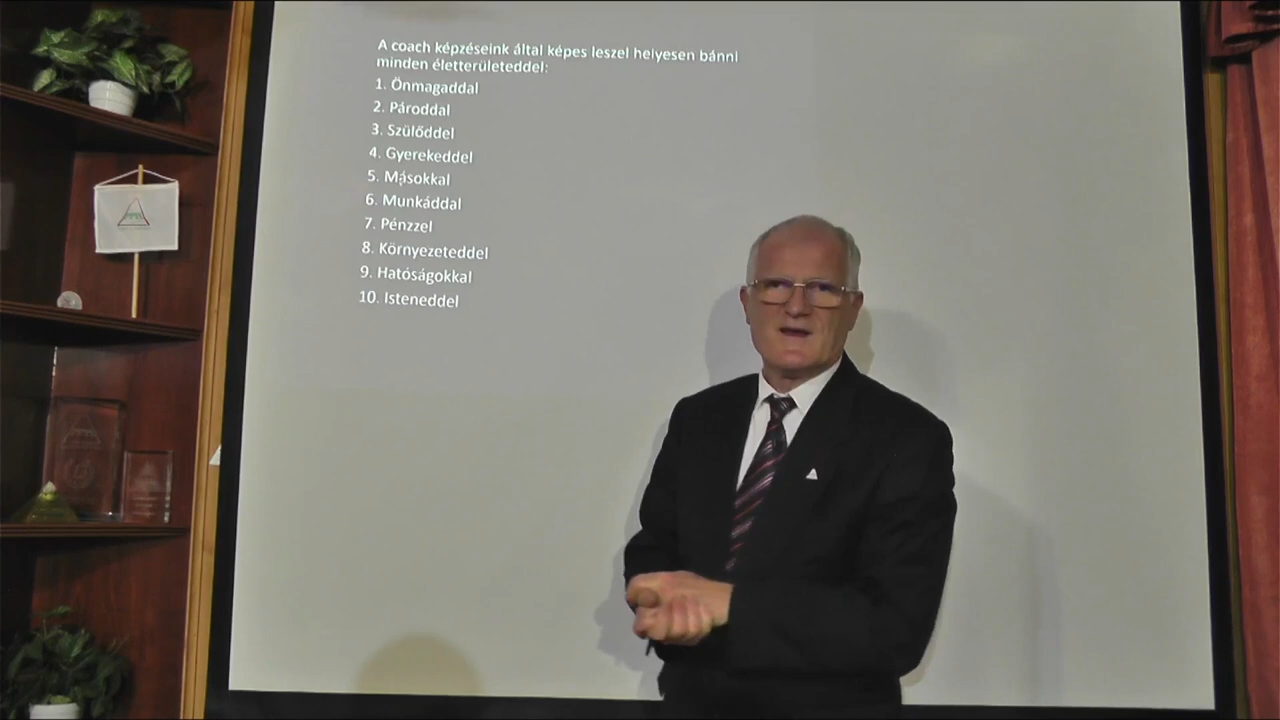 A coach képzéseink által képes leszel helyesen bánni
minden életterületeddel:
1. Önmagaddal
2. Pároddal
3. Szülőddel
4. Gyerekeddel
5. Másokkal
6. Munkáddal
7. Pénzzel
8. Környezeteddel
9. Hatóságokkal
10. Isteneddel